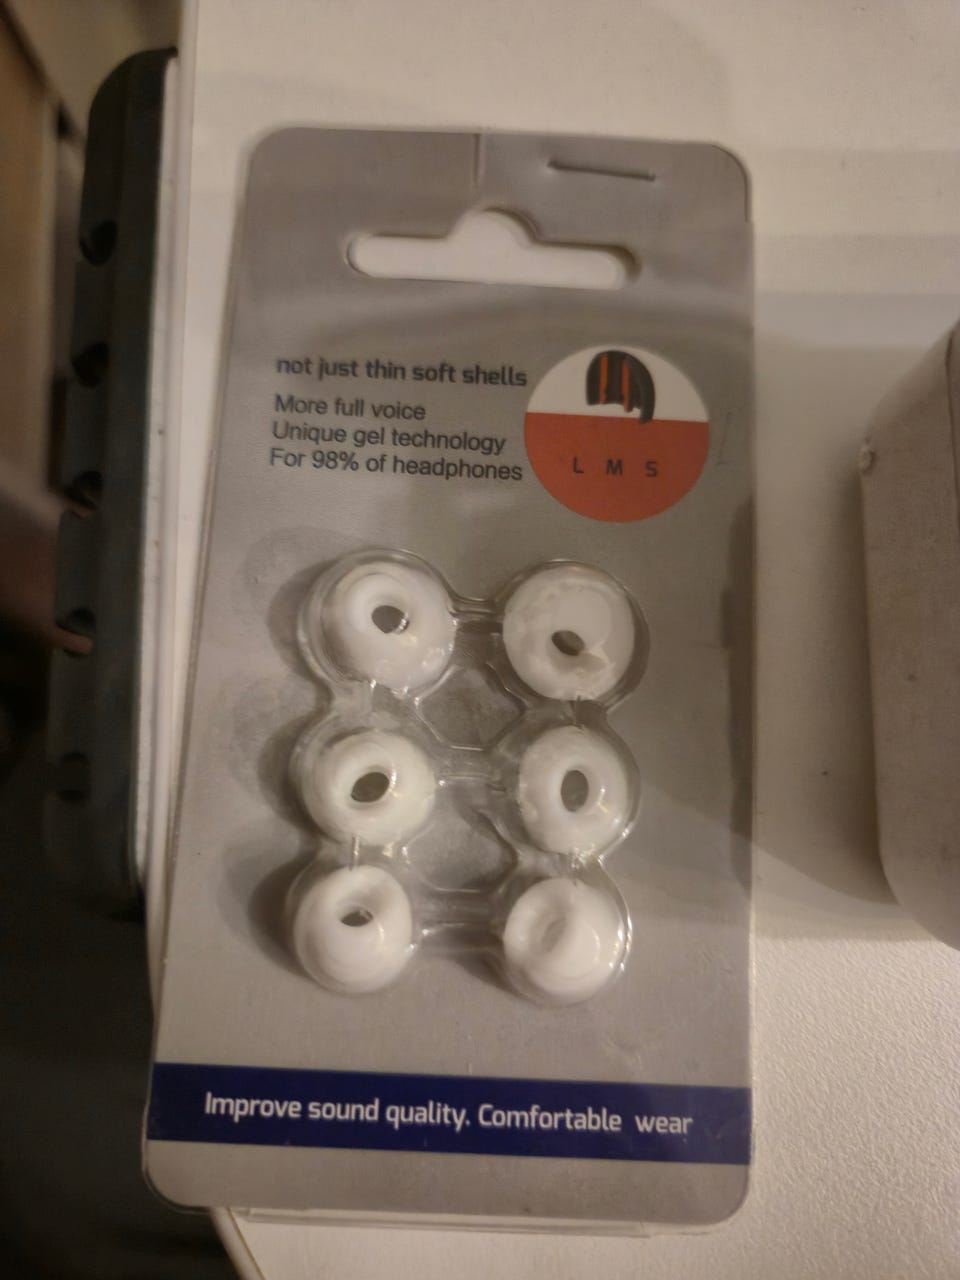 not just thin soft shells
More full voice
Unique gel technology
For 98% of headphones
L M S
Improve sound quality. Comfortable wear